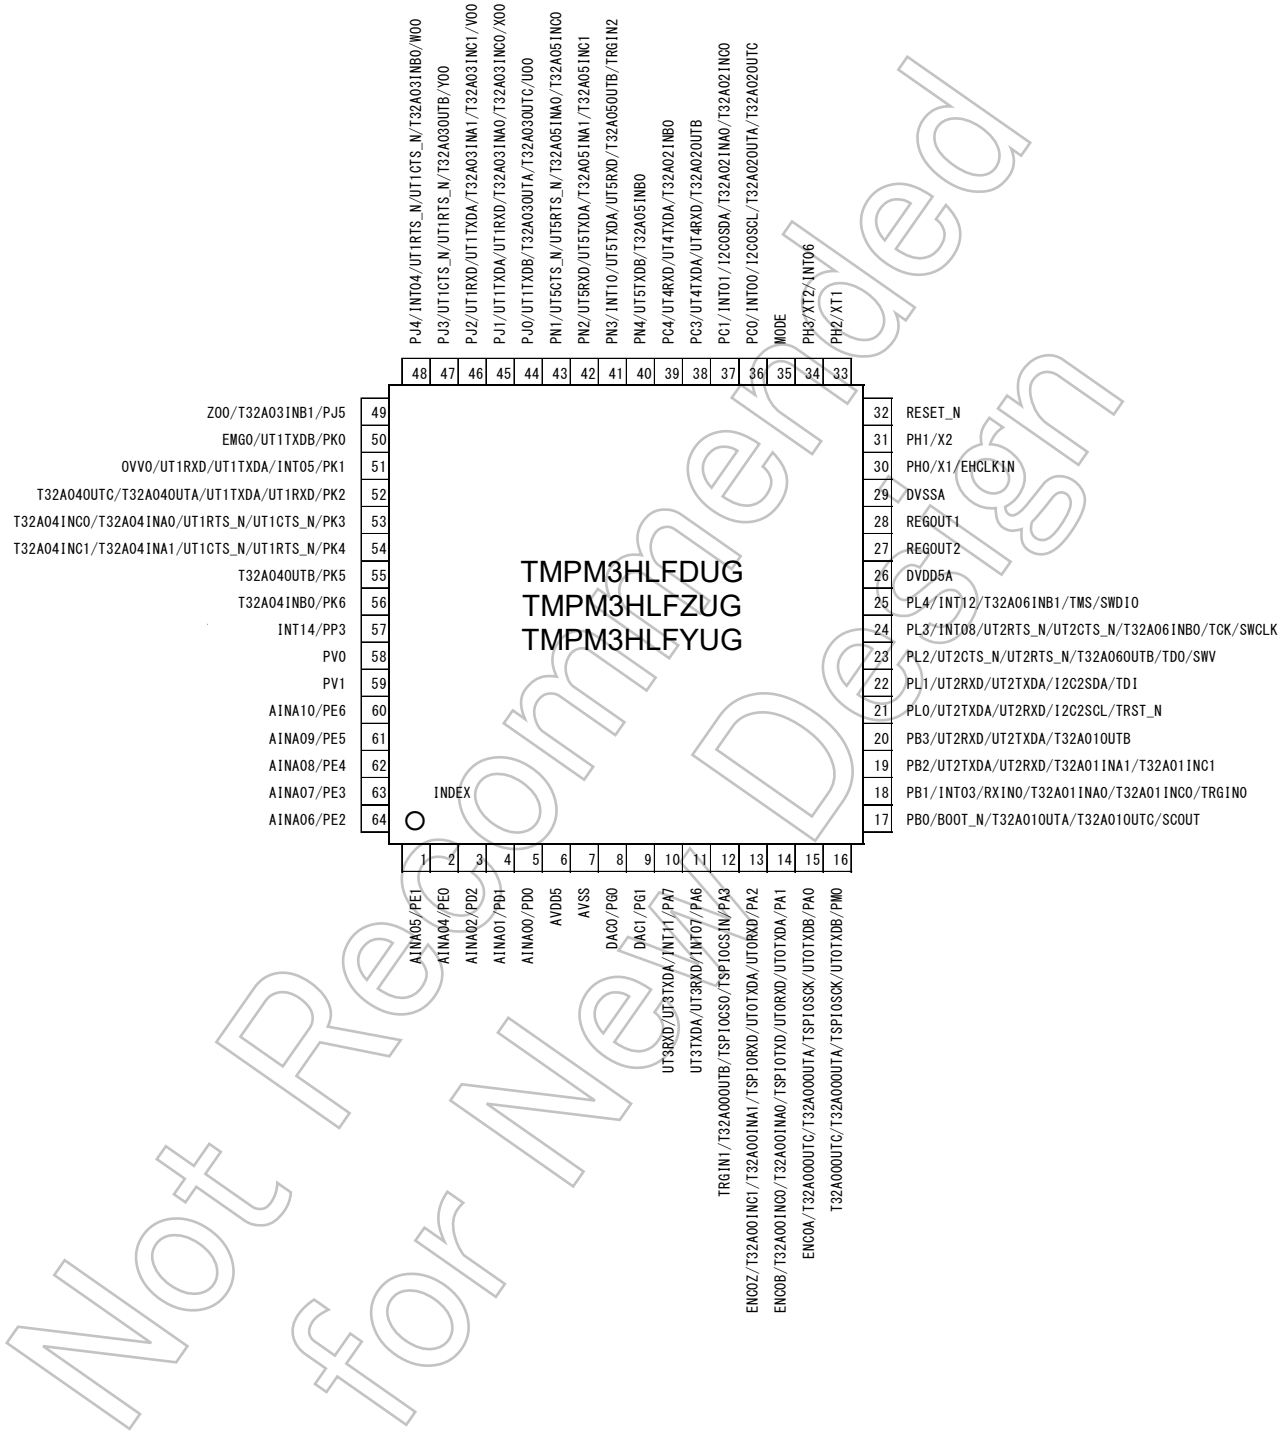 PJ4/INT04/UT1RTS_N/UT1CTS_N/T32A03INB0/WO0
PJ3/UT1CTS_N/UT1RTS_N/T32A03OUTB/YO0
PJ2/UT1RXD/UT1TXDA/T32A03INA1/T32A03INC1/VO0
PJ1/UT1TXDA/UT1RXD/T32A03INA0/T32A03INC0/XO0
PJ0/UT1TXDB/T32A03OUTA/T32A03OUTC/UO0
PN1/UT5CTS_N/UT5RTS_N/T32A05INA0/T32A05INC0
PN2/UT5RXD/UT5TXDA/T32A05INA1/T32A05INC1
PN3/INT10/UT5TXDA/UT5RXD/T32A05OUTB/TRGIN2
PN4/UT5TXDB/T32A05INB0
PC4/UT4RXD/UT4TXDA/T32A02INB0
PC3/UT4TXDA/UT4RXD/T32A02OUTB
PC1/INT01/I2C0SDA/T32A02INA0/T32A02INC0
PC0/INT00/I2C0SCL/T32A02OUTA/T32A02OUTC
MODE
PH3/XT2/INT06
PH2/XT1
48 47 46 45 44 43 42 41 40 39 38 37 36 35 34 33
ZO0/T32A03INB1/PJ5 49
EMG0/UT1TXDB/PK0 50
OVV0/UT1RXD/UT1TXDA/INT05/PK1 51
T32A04OUTC/T32A04OUTA/UT1TXDA/UT1RXD/PK2 52
T32A04INC0/T32A04INA0/UT1RTS_N/UT1CTS_N/PK3 53
T32A04INC1/T32A04INA1/UT1CTS_N/UT1RTS_N/PK4 54
T32A04OUTB/PK5 55
T32A04INB0/PK6 56
INT14/PP3 57
PV0 58
PV1 59
AINA10/PE6 60
AINA09/PE5 61
AINA08/PE4 62
AINA07/PE3 63
AINA06/PE2 64
TMPM3HLFDUG
TMPM3HLFZUG
TMPM3HLFYUG
INDEX
32 RESET_N
31 PH1/X2
30 PH0/X1/EHCLKIN
29 DVSSA
28 REGOUT1
27 REGOUT2
26 DVDD5A
25 PL4/INT12/T32A06INB1/TMS/SWDIO
24 PL3/INT08/UT2RTS_N/UT2CTS_N/T32A06INB0/TCK/SWCLK
23 PL2/UT2CTS_N/UT2RTS_N/T32A06OUTB/TDO/SWV
22 PL1/UT2RXD/UT2TXDA/I2C2SDA/TDI
21 PL0/UT2TXDA/UT2RXD/I2C2SCL/TRST_N
20 PB3/UT2RXD/UT2TXDA/T32A01OUTB
19 PB2/UT2TXDA/UT2RXD/T32A01INA1/T32A01INC1
18 PB1/INT03/RXIN0/T32A01INA0/T32A01INC0/TRGIN0
17 PB0/BOOT_N/T32A01OUTA/T32A01OUTC/SCOUT
1 2 3 4 5 6 7 8 9 10 11 12 13 14 15 16
AINA05/PE1
AINA04/PE0
AINA02/PD2
AINA01/PD1
AINA00/PD0
AVDD5
AVSS
DAC0/PG0
DAC1/PG1
UT3RXD/UT3TXDA/INT11/PA7
UT3TXDA/UT3RXD/INT07/PA6
TRGIN1/T32A00OUTB/TSPI0CS0/TSPI0CSIN/PA3
ENC0Z/T32A00INC1/T32A00INA1/TSPI0RXD/UT0TXDA/UT0RXD/PA2
ENC0B/T32A00INC0/T32A00INA0/TSPI0TXD/UT0RXD/UT0TXDA/PA1
ENC0A/T32A00OUTC/T32A00OUTA/TSPI0SCK/UT0TXDB/PA0
T32A00OUTC/T32A00OUTA/TSPI0SCK/UT0TXDB/PM0
Not Recommended
for New Design